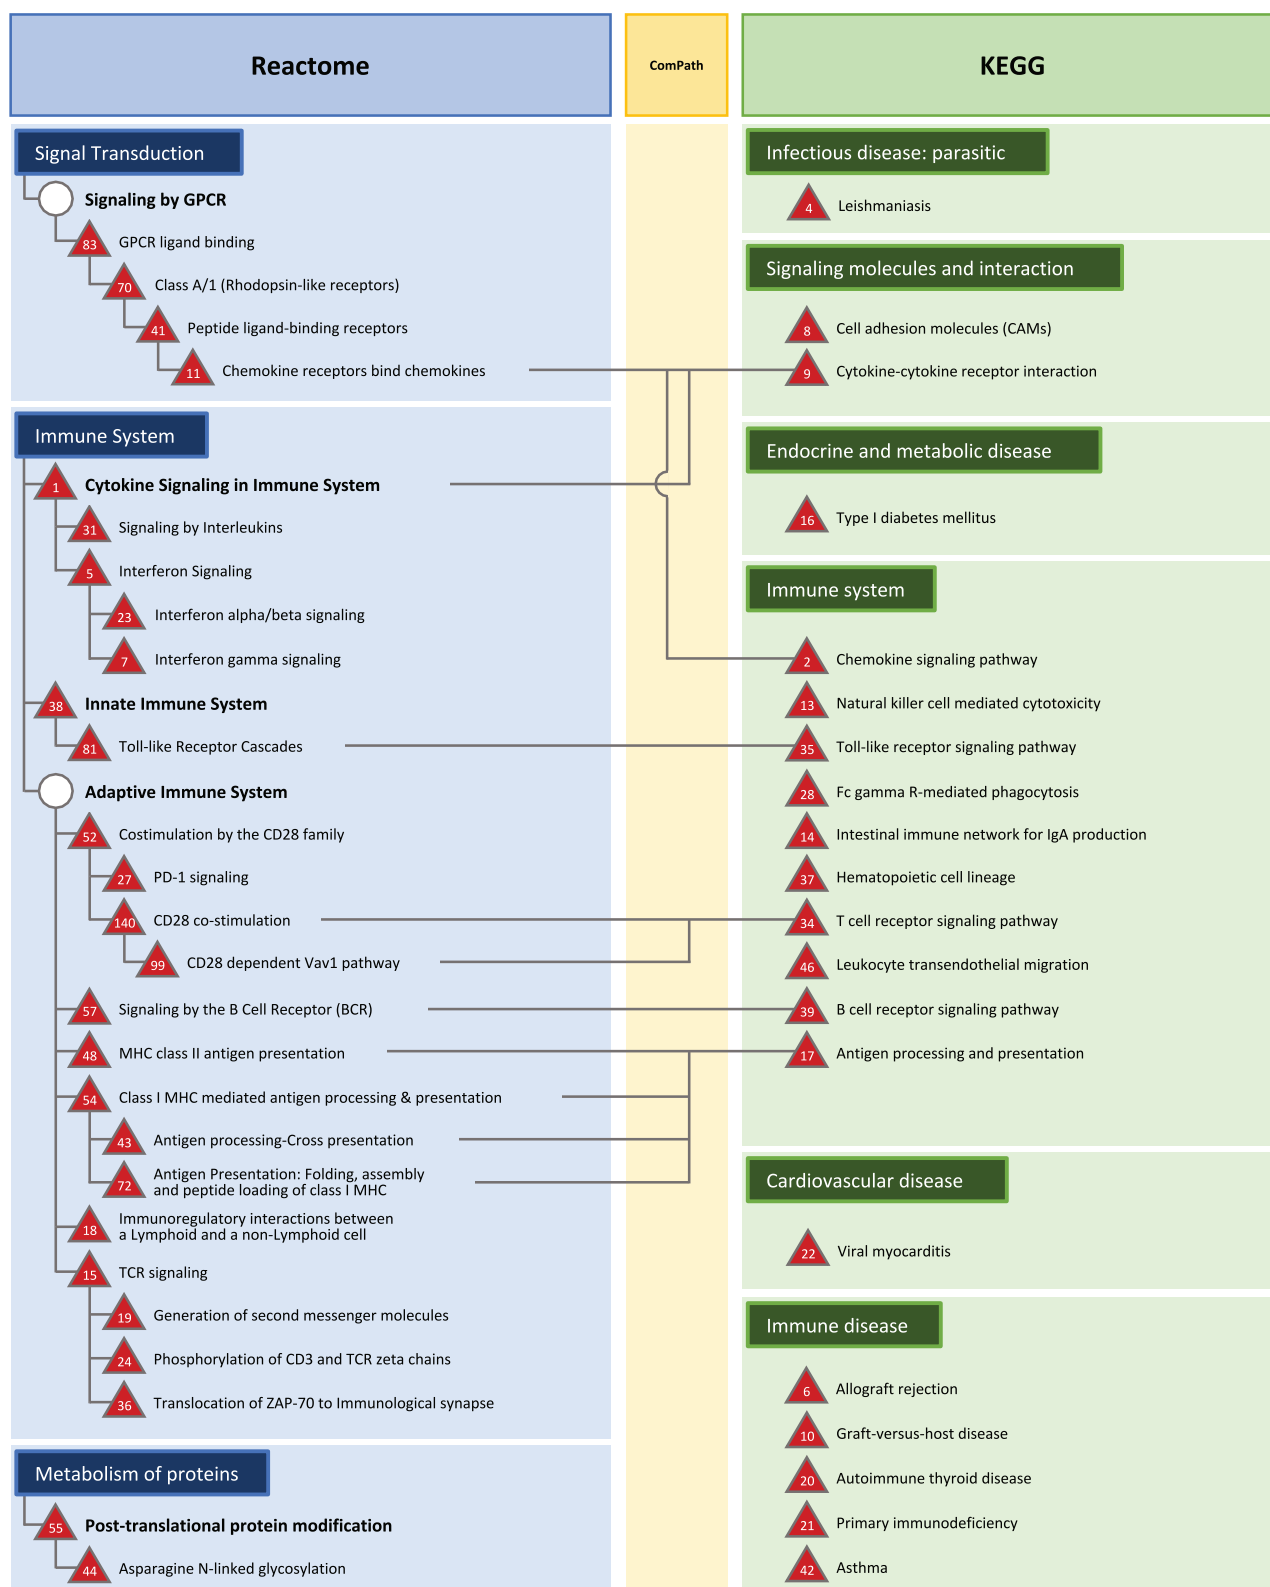 Reactome
ComPath
KEGG
Signal Transduction
Signaling by GPCR
83 GPCR ligand binding
70 Class A/1 (Rhodopsin-like receptors)
41 Peptide ligand-binding receptors
11 Chemokine receptors bind chemokines
Immune System
1 Cytokine Signaling in Immune System
31 Signaling by Interleukins
5 Interferon Signaling
23 Interferon alpha/beta signaling
7 Interferon gamma signaling
38 Innate Immune System
81 Toll-like Receptor Cascades
Adaptive Immune System
52 Costimulation by the CD28 family
27 PD-1 signaling
140 CD28 co-stimulation
99 CD28 dependent Vav1 pathway
57 Signaling by the B Cell Receptor (BCR)
48 MHC class II antigen presentation
54 Class I MHC mediated antigen processing & presentation
43 Antigen processing-Cross presentation
72 Antigen Presentation: Folding, assembly
and peptide loading of class I MHC
18 Immunoregulatory interactions between
a Lymphoid and a non-Lymphoid cell
15 TCR signaling
19 Generation of second messenger molecules
24 Phosphorylation of CD3 and TCR zeta chains
36 Translocation of ZAP-70 to Immunological synapse
Metabolism of proteins
55 Post-translational protein modification
44 Asparagine N-linked glycosylation
Infectious disease: parasitic
4 Leishmaniasis
Signaling molecules and interaction
8 Cell adhesion molecules (CAMs)
9 Cytokine-cytokine receptor interaction
Endocrine and metabolic disease
16 Type I diabetes mellitus
Immune system
2 Chemokine signaling pathway
13 Natural killer cell mediated cytotoxicity
35 Toll-like receptor signaling pathway
28 Fc gamma R-mediated phagocytosis
14 Intestinal immune network for IgA production
37 Hematopoietic cell lineage
34 T cell receptor signaling pathway
46 Leukocyte transendothelial migration
39 B cell receptor signaling pathway
17 Antigen processing and presentation
Cardiovascular disease
22 Viral myocarditis
Immune disease
6 Allograft rejection
10 Graft-versus-host disease
20 Autoimmune thyroid disease
21 Primary immunodeficiency
42 Asthma